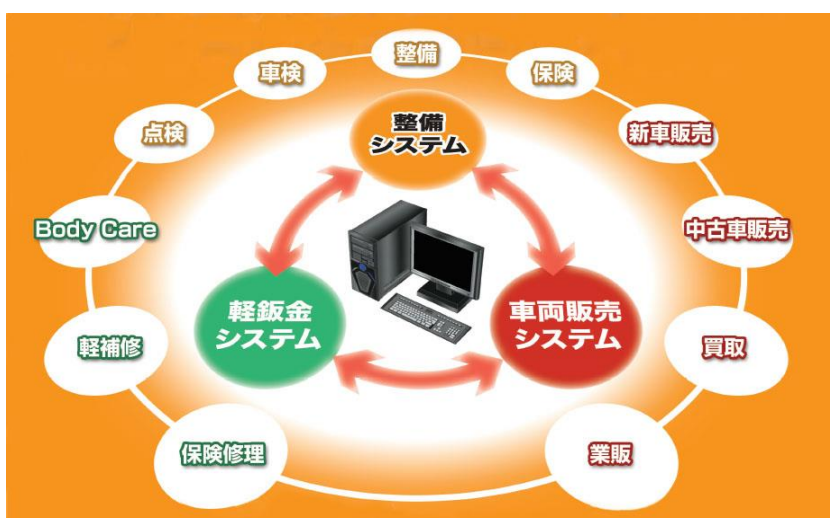 整備
車検
保険
点検
新車販売
Body Care
中古車販売
軽補修
買取
保険修理
業販
整備
システム
軽鈑金
システム
車両販売
システム